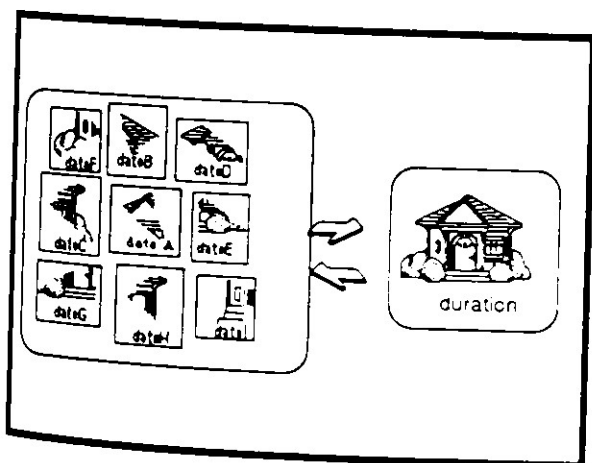 dateF
dateB
dateD
dateC
date A
dateE
dateG
dateH
dateI
duration